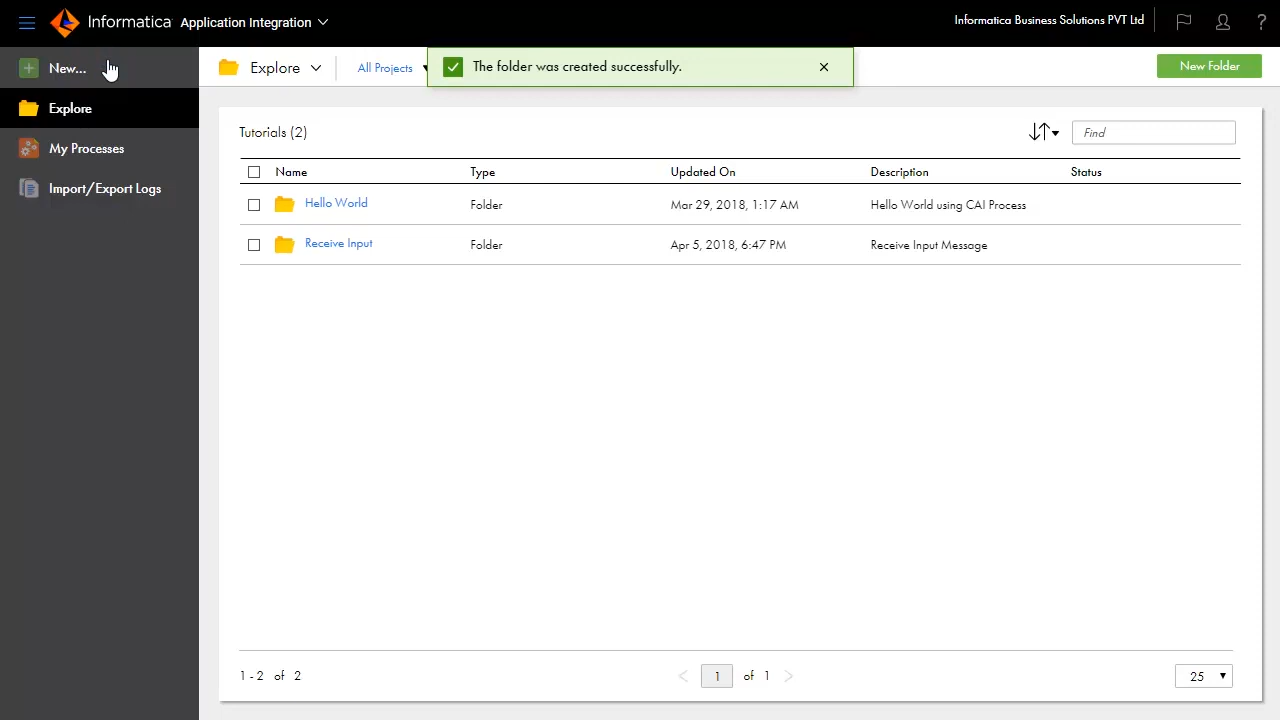 Informatica Application Integration
Informatica Business Solutions PVT Ltd
?
New...
Explore
My Processes
Import/Export Logs
Explore
All Projects
The folder was created successfully.
New Folder
Tutorials (2)
Find
Name Type Updated On Description Status
Hello World Folder Mar 29, 2018, 1:17 AM Hello World using CAI Process
Receive Input Folder Apr 5, 2018, 6:47 PM Receive Input Message
1 - 2 of 2
< 1 of 1 >
25